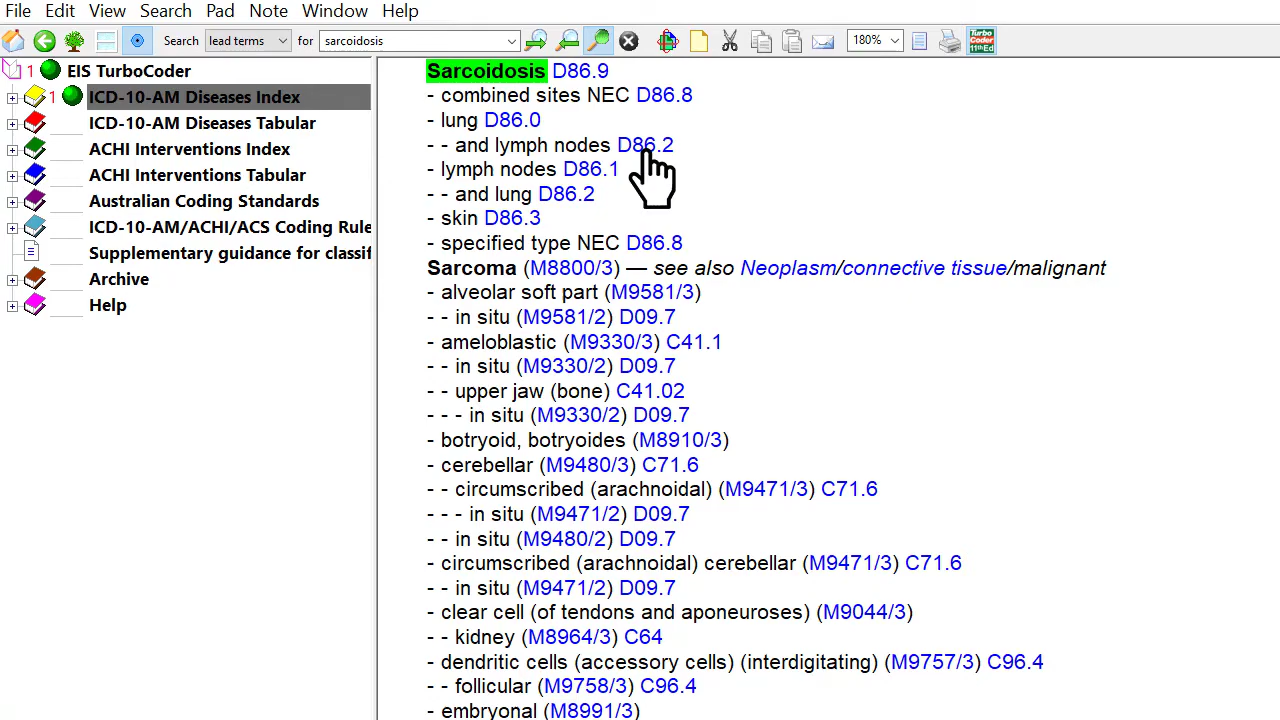 File Edit View Search Pad Note Window Help
Search lead terms for sarcoidosis 180% Turbo Coder 11th Ed
1 EIS TurboCoder
1 ICD-10-AM Diseases Index
ICD-10-AM Diseases Tabular
ACHI Interventions Index
ACHI Interventions Tabular
Australian Coding Standards
ICD-10-AM/ACHI/ACS Coding Rule
Supplementary guidance for classif
Archive
Help
Sarcoidosis D86.9
- combined sites NEC D86.8
- lung D86.0
- - and lymph nodes D86.2
- lymph nodes D86.1
- - and lung D86.2
- skin D86.3
- specified type NEC D86.8
Sarcoma (M8800/3) — see also Neoplasm/connective tissue/malignant
- alveolar soft part (M9581/3)
- - in situ (M9581/2) D09.7
- ameloblastic (M9330/3) C41.1
- - in situ (M9330/2) D09.7
- - upper jaw (bone) C41.02
- - - in situ (M9330/2) D09.7
- botryoid, botryoides (M8910/3)
- cerebellar (M9480/3) C71.6
- - circumscribed (arachnoidal) (M9471/3) C71.6
- - - in situ (M9471/2) D09.7
- - in situ (M9480/2) D09.7
- circumscribed (arachnoidal) cerebellar (M9471/3) C71.6
- - in situ (M9471/2) D09.7
- clear cell (of tendons and aponeuroses) (M9044/3)
- - kidney (M8964/3) C64
- dendritic cells (accessory cells) (interdigitating) (M9757/3) C96.4
- - follicular (M9758/3) C96.4
- embryonal (M8991/3)